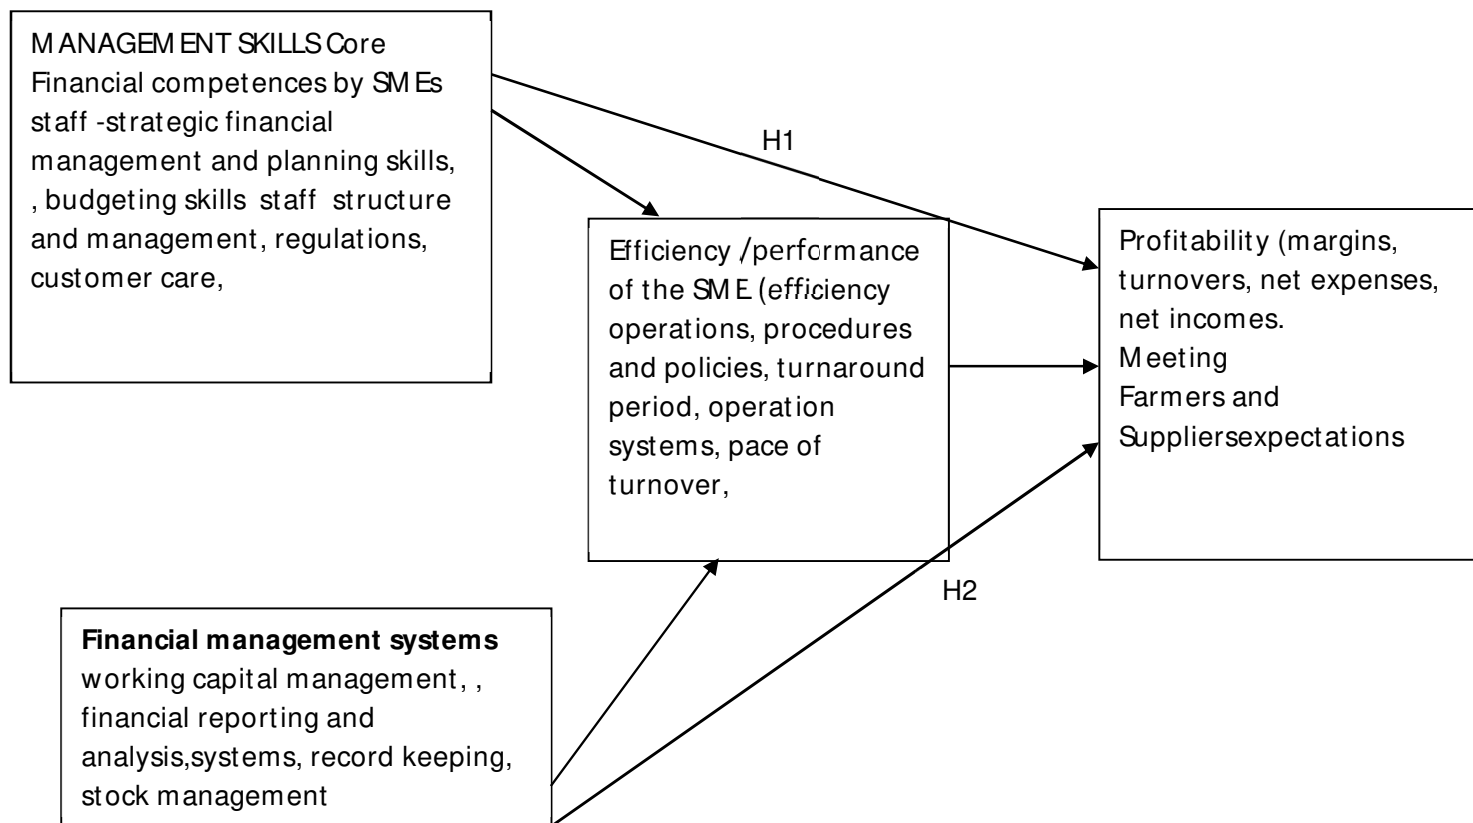 MANAGEMENT SKILLS Core
Financial competences by SMEs
staff -strategic financial
management and planning skills,
, budgeting skills staff structure
and management, regulations,
customer care,
H1
Efficiency /performance
of the SME (efficiency
operations, procedures
and policies, turnaround
period, operation
systems, pace of
turnover,
Profitability (margins,
turnovers, net expenses,
net incomes.
Meeting
Farmers and
Suppliersexpectations
H2
Financial management systems
working capital management, ,
financial reporting and
analysis,systems, record keeping,
stock management